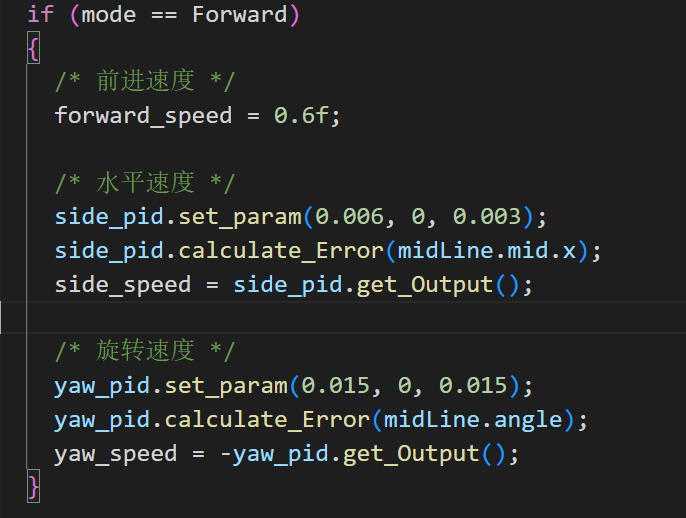 if (mode == Forward)
{
/* 前进速度 */
forward_speed = 0.6f;
/* 水平速度 */
side_pid.set_param(0.006, 0, 0.003);
side_pid.calculate_Error(midLine.mid.x);
side_speed = side_pid.get_Output();
/* 旋转速度 */
yaw_pid.set_param(0.015, 0, 0.015);
yaw_pid.calculate_Error(midLine.angle);
yaw_speed = -yaw_pid.get_Output();
}